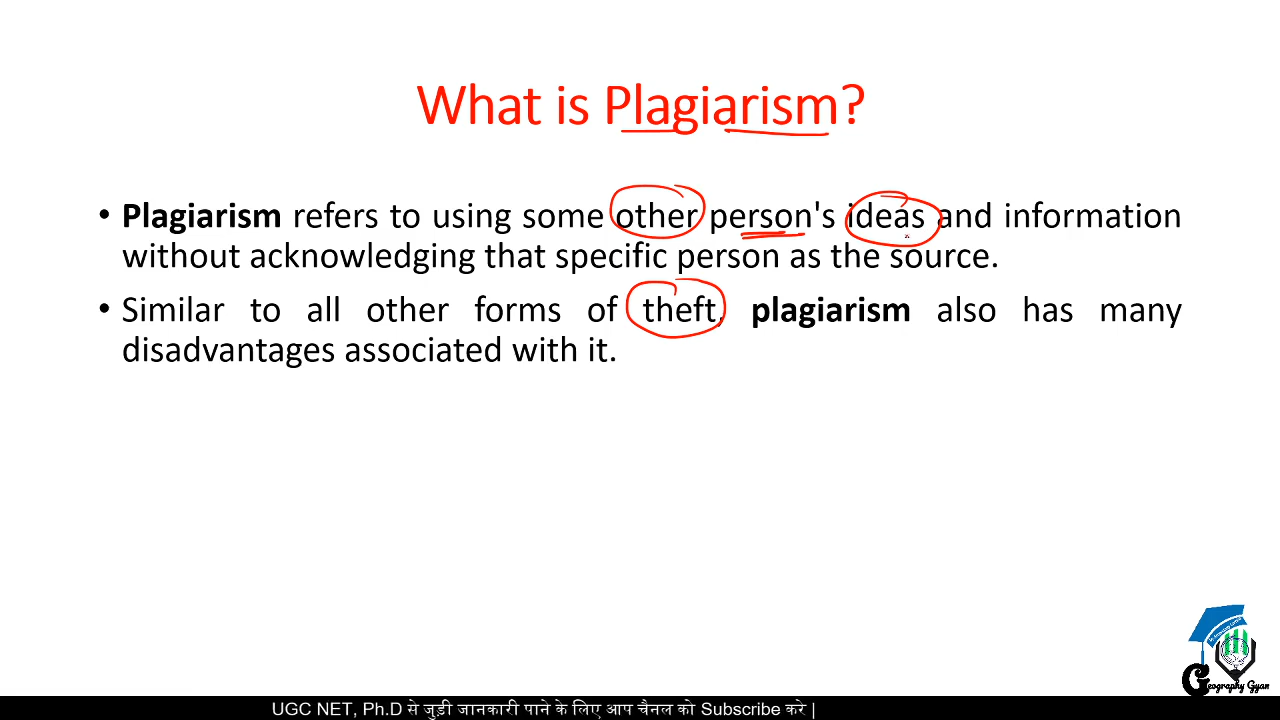 What is Plagiarism?
• Plagiarism refers to using some other person's ideas and information
without acknowledging that specific person as the source.
• Similar to all other forms of theft, plagiarism also has many
disadvantages associated with it.
Geography Gyan
UGC NET, Ph.D से जुड़ी जानकारी पाने के लिए आप चैनल को Subscribe करे |